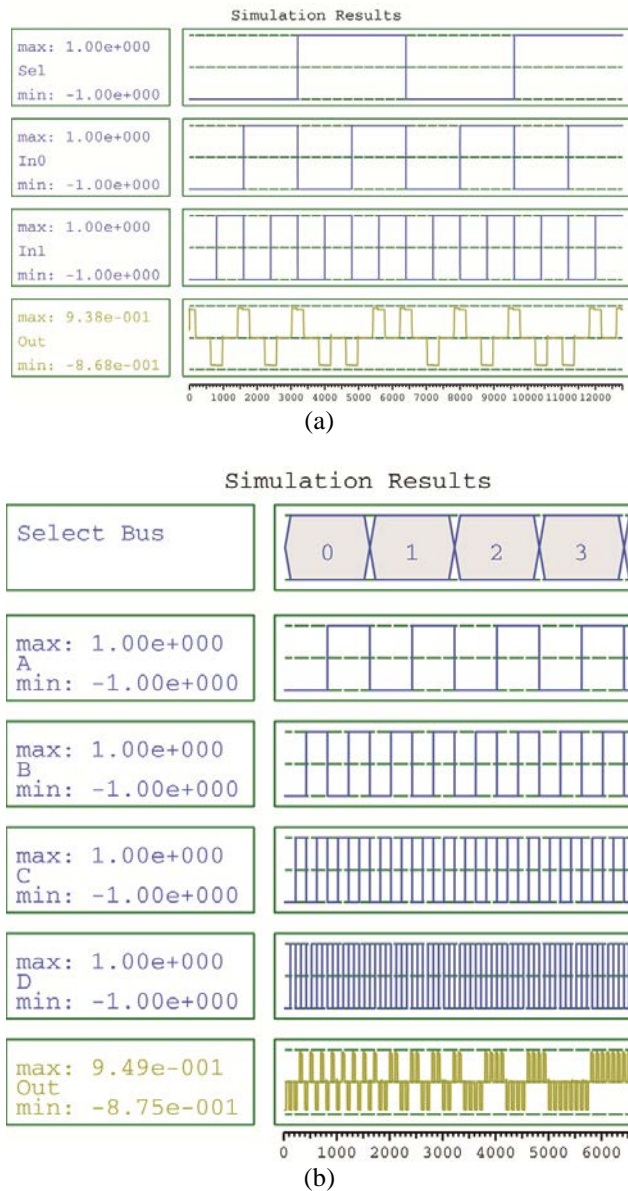 Simulation Results
max: 1.00e+000
Sel
min: -1.00e+000
max: 1.00e+000
In0
min: -1.00e+000
max: 1.00e+000
In1
min: -1.00e+000
max: 9.38e-001
Out
min: -8.68e-001
0 1000 2000 3000 4000 5000 6000 7000 8000 9000 10000 11000 12000
(a)
Simulation Results
Select Bus
0 1 2 3
max: 1.00e+000
A
min: -1.00e+000
max: 1.00e+000
B
min: -1.00e+000
max: 1.00e+000
C
min: -1.00e+000
max: 1.00e+000
D
min: -1.00e+000
max: 9.49e-001
Out
min: -8.75e-001
0 1000 2000 3000 4000 5000 6000
(b)